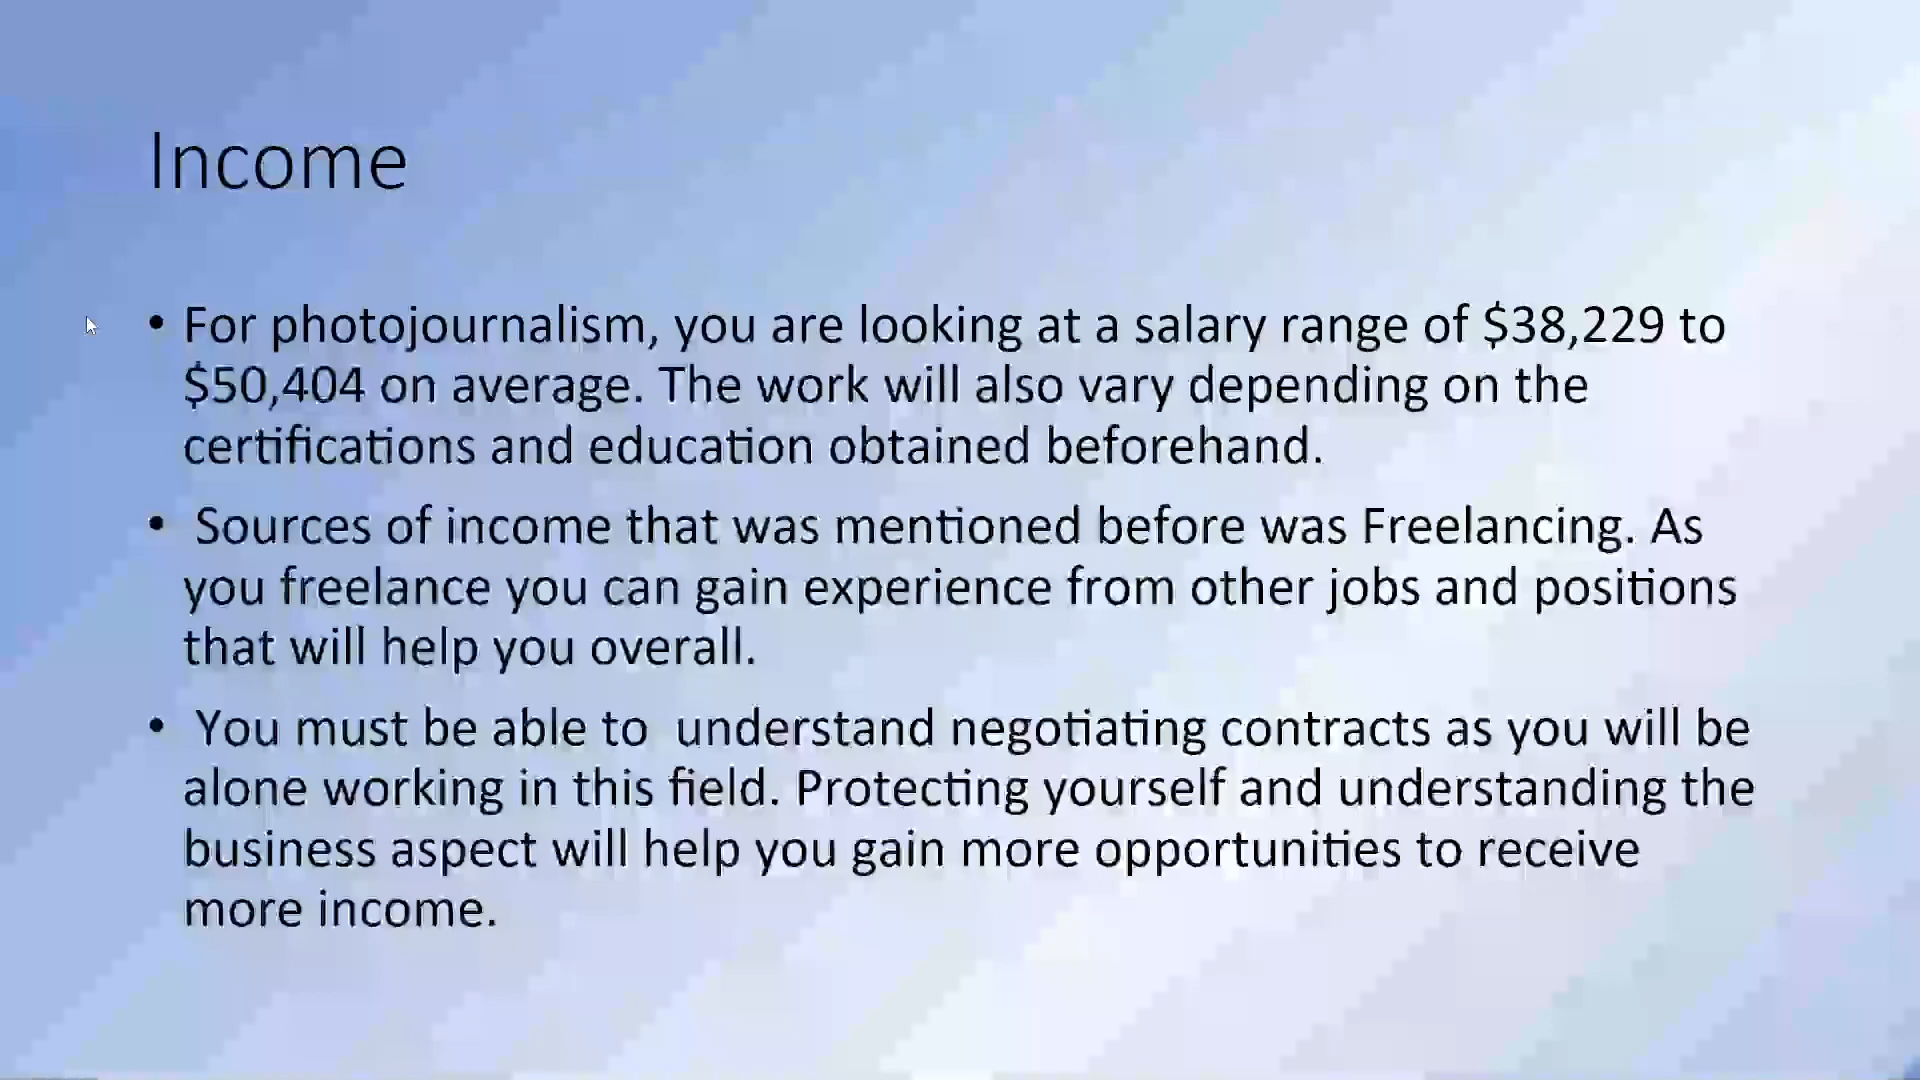 Income
• For photojournalism, you are looking at a salary range of $38,229 to
$50,404 on average. The work will also vary depending on the
certifications and education obtained beforehand.
• Sources of income that was mentioned before was Freelancing. As
you freelance you can gain experience from other jobs and positions
that will help you overall.
• You must be able to  understand negotiating contracts as you will be
alone working in this field. Protecting yourself and understanding the
business aspect will help you gain more opportunities to receive
more income.